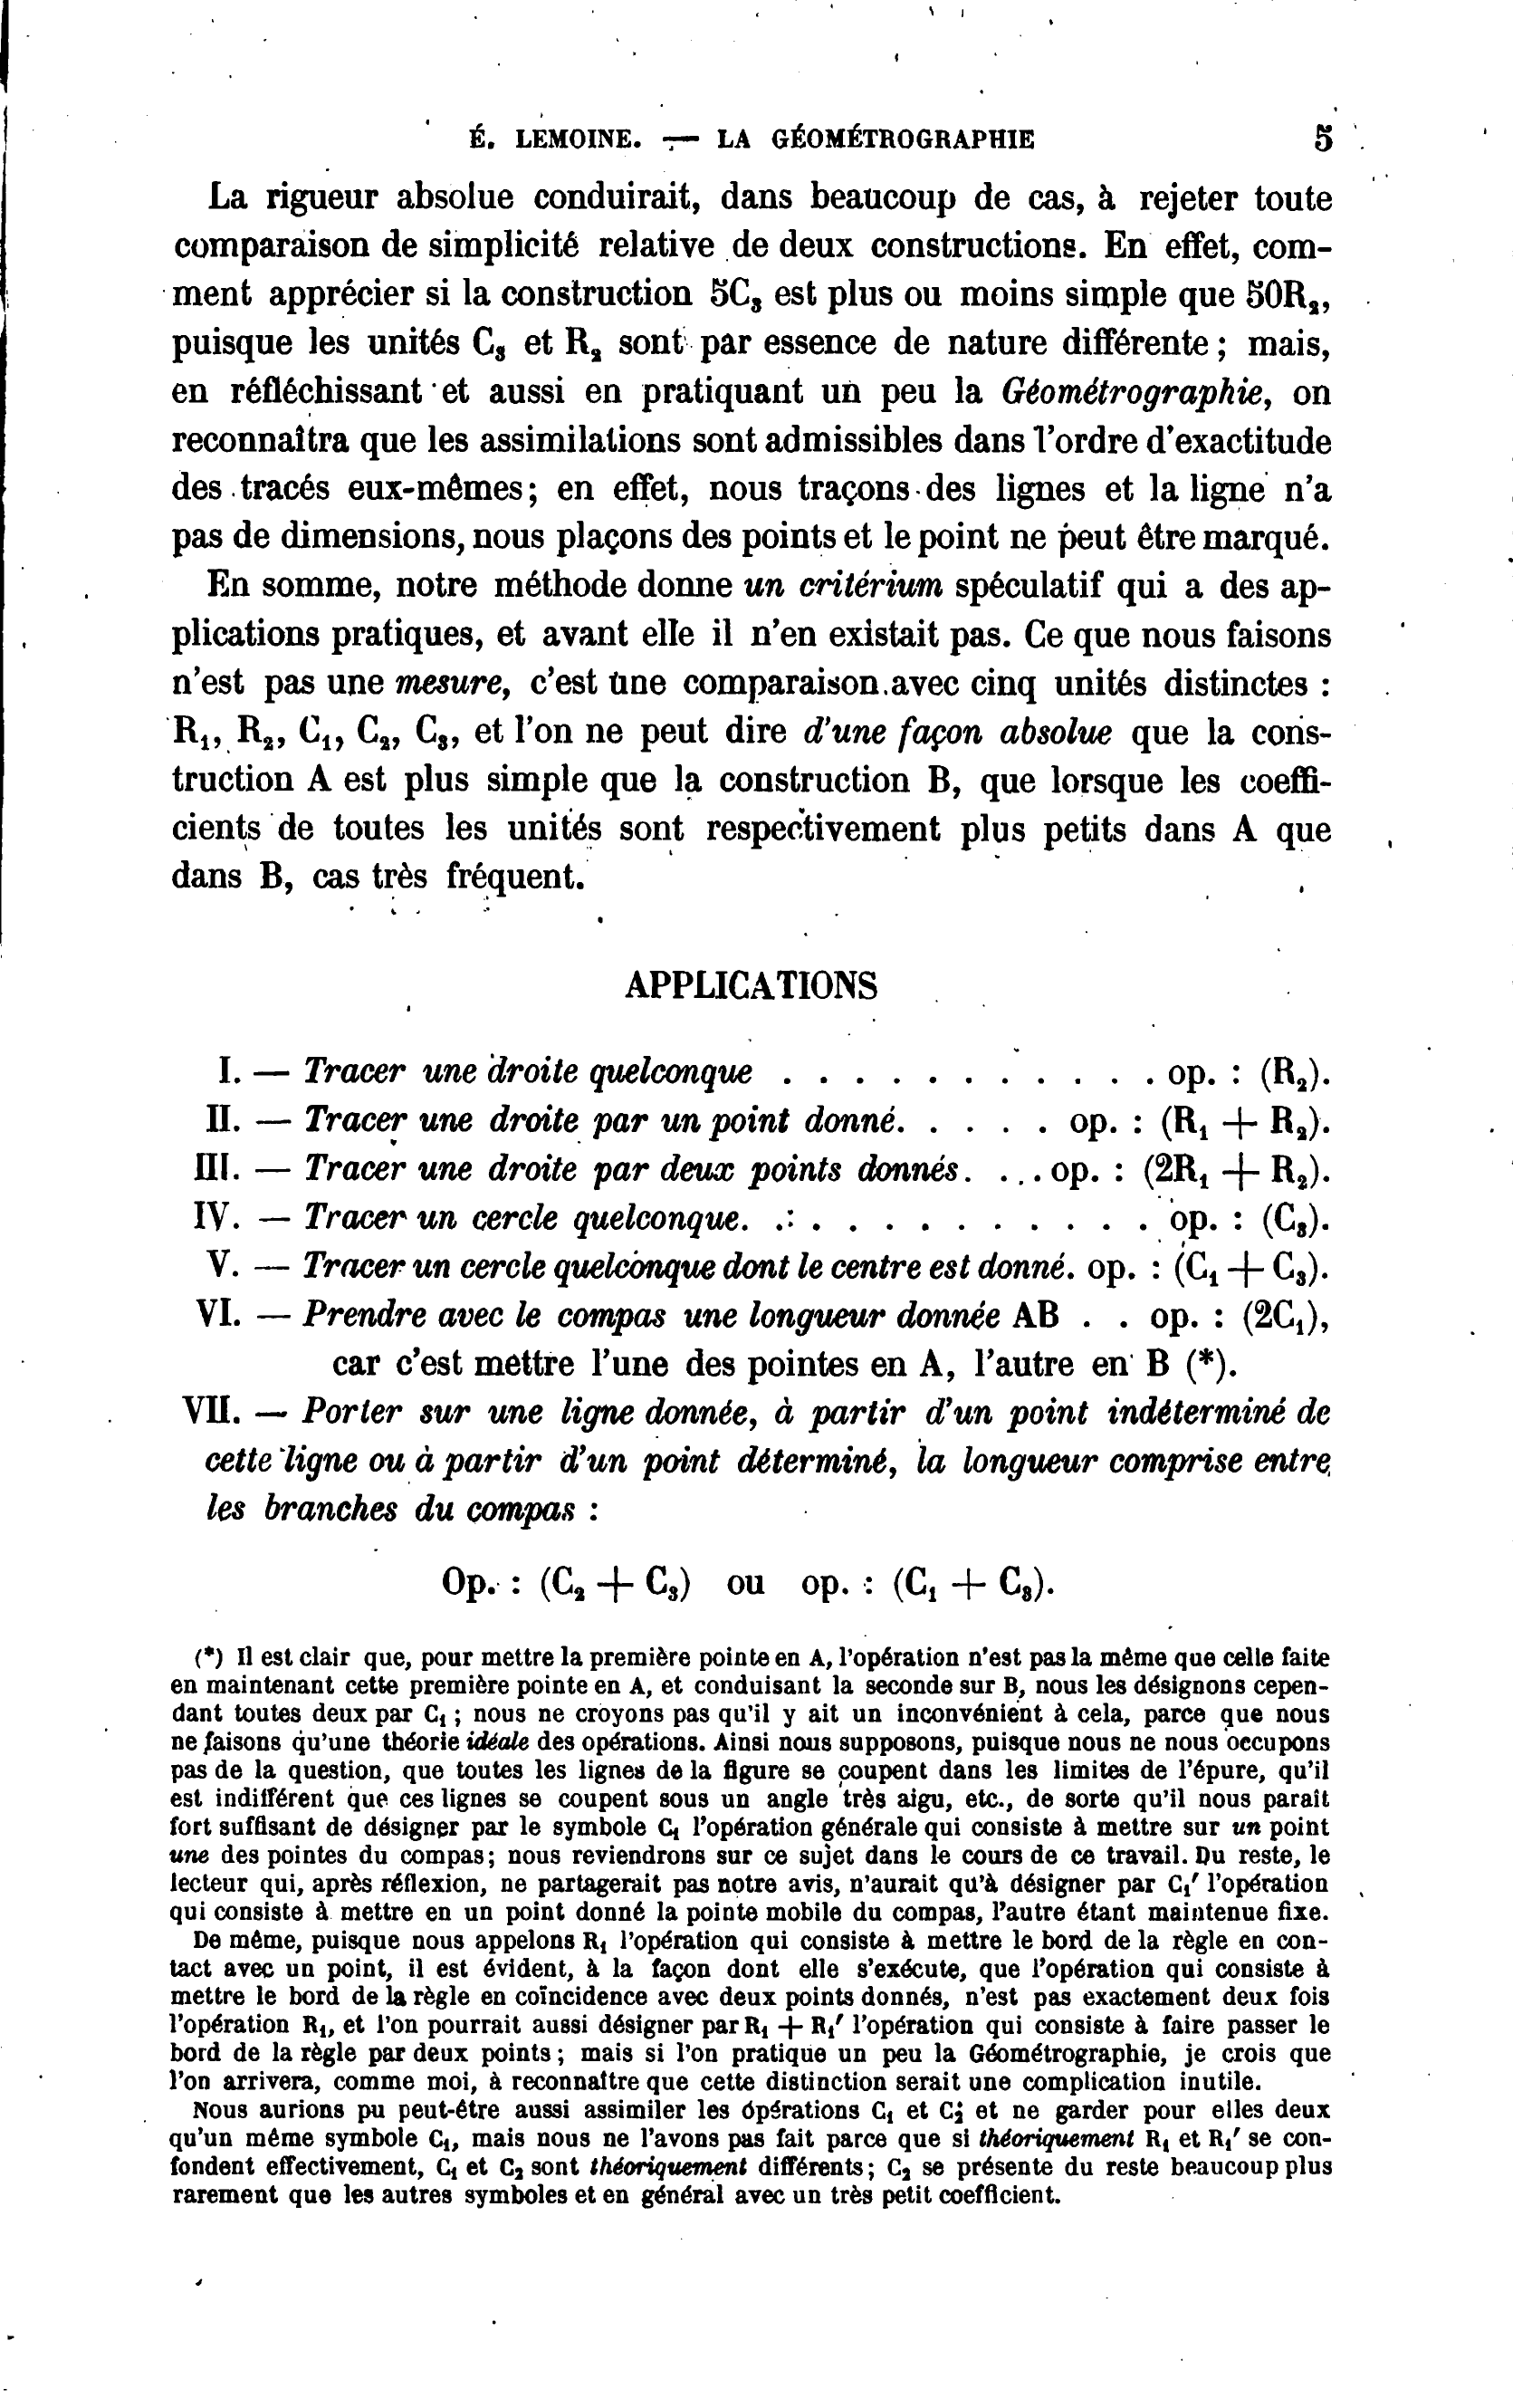 É. LEMOINE. — LA GÉOMÉTROGRAPHIE 5
La rigueur absolue conduirait, dans beaucoup de cas, à rejeter toute
comparaison de simplicité relative de deux constructions. En effet, com-
ment apprécier si la construction 5C₃ est plus ou moins simple que 50R₂,
puisque les unités C₃ et R₂ sont par essence de nature différente ; mais,
en réfléchissant et aussi en pratiquant un peu la Géométrographie, on
reconnaîtra que les assimilations sont admissibles dans l'ordre d'exactitude
des tracés eux-mêmes; en effet, nous traçons des lignes et la ligne n'a
pas de dimensions, nous plaçons des points et le point ne peut être marqué.
En somme, notre méthode donne un critérium spéculatif qui a des ap-
plications pratiques, et avant elle il n'en existait pas. Ce que nous faisons
n'est pas une mesure, c'est une comparaison avec cinq unités distinctes :
R₁, R₂, C₁, C₂, C₃, et l'on ne peut dire d'une façon absolue que la cons-
truction A est plus simple que la construction B, que lorsque les coeffi-
cients de toutes les unités sont respectivement plus petits dans A que
dans B, cas très fréquent.
APPLICATIONS
I. — Tracer une droite quelconque . . . . . . . . . . . op. : (R₂).
II. — Tracer une droite par un point donné. . . . . op. : (R₁ + R₂).
III. — Tracer une droite par deux points donnés. . . . op. : (2R₁ + R₂).
IV. — Tracer un cercle quelconque. . . . . . . . . . . . op. : (C₃).
V. — Tracer un cercle quelconque dont le centre est donné. op. : (C₁ + C₃).
VI. — Prendre avec le compas une longueur donnée AB . . op. : (2C₁),
car c'est mettre l'une des pointes en A, l'autre en B (*).
VII. — Porter sur une ligne donnée, à partir d'un point indéterminé de
cette ligne ou à partir d'un point déterminé, la longueur comprise entre
les branches du compas :
Op. : (C₂ + C₃) ou op. : (C₁ + C₃).
(*) Il est clair que, pour mettre la première pointe en A, l'opération n'est pas la même que celle faite
en maintenant cette première pointe en A, et conduisant la seconde sur B, nous les désignons cepen-
dant toutes deux par C₁ ; nous ne croyons pas qu'il y ait un inconvénient à cela, parce que nous
ne faisons qu'une théorie idéale des opérations. Ainsi nous supposons, puisque nous ne nous occupons
pas de la question, que toutes les lignes de la figure se coupent dans les limites de l'épure, qu'il
est indifférent que ces lignes se coupent sous un angle très aigu, etc., de sorte qu'il nous parait
fort suffisant de désigner par le symbole C₁ l'opération générale qui consiste à mettre sur un point
une des pointes du compas; nous reviendrons sur ce sujet dans le cours de ce travail. Du reste, le
lecteur qui, après réflexion, ne partagerait pas notre avis, n'aurait qu'à désigner par C₁′ l'opération
qui consiste à mettre en un point donné la pointe mobile du compas, l'autre étant maintenue fixe.
De même, puisque nous appelons R₁ l'opération qui consiste à mettre le bord de la règle en con-
tact avec un point, il est évident, à la façon dont elle s'exécute, que l'opération qui consiste à
mettre le bord de la règle en coïncidence avec deux points donnés, n'est pas exactement deux fois
l'opération R₁, et l'on pourrait aussi désigner par R₁ + R₁′ l'opération qui consiste à faire passer le
bord de la règle par deux points ; mais si l'on pratique un peu la Géométrographie, je crois que
l'on arrivera, comme moi, à reconnaître que cette distinction serait une complication inutile.
Nous aurions pu peut-être aussi assimiler les opérations C₁ et C₂ et ne garder pour elles deux
qu'un même symbole C₁, mais nous ne l'avons pas fait parce que si théoriquement R₁ et R₁′ se con-
fondent effectivement, C₁ et C₂ sont théoriquement différents; C₂ se présente du reste beaucoup plus
rarement que les autres symboles et en général avec un très petit coefficient.